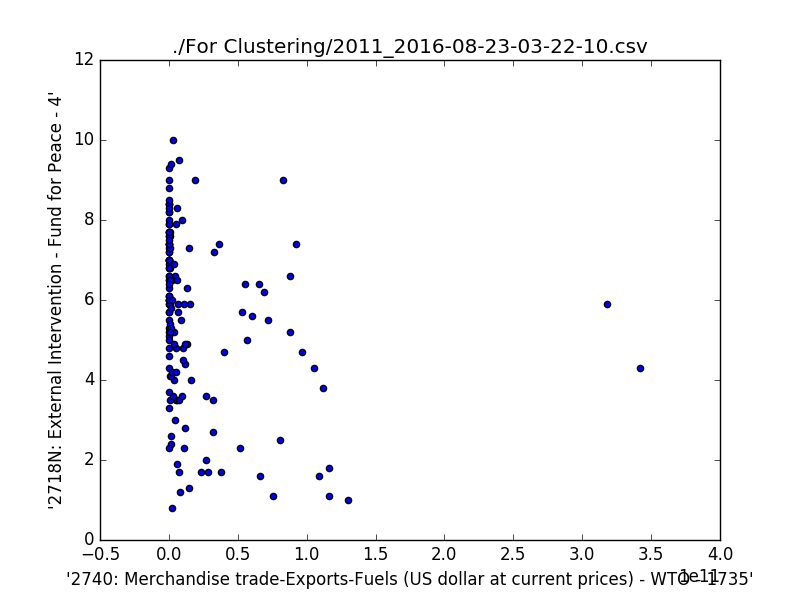 ./For Clustering/2011_2016-08-23-03-22-10.csv
12
10
8
6
4
2
0
'2718N: External Intervention - Fund for Peace - 4'
−0.5 0.0 0.5 1.0 1.5 2.0 2.5 3.0 3.5 4.0
1e11
'2740: Merchandise trade-Exports-Fuels (US dollar at current prices) - WTO - 1735'